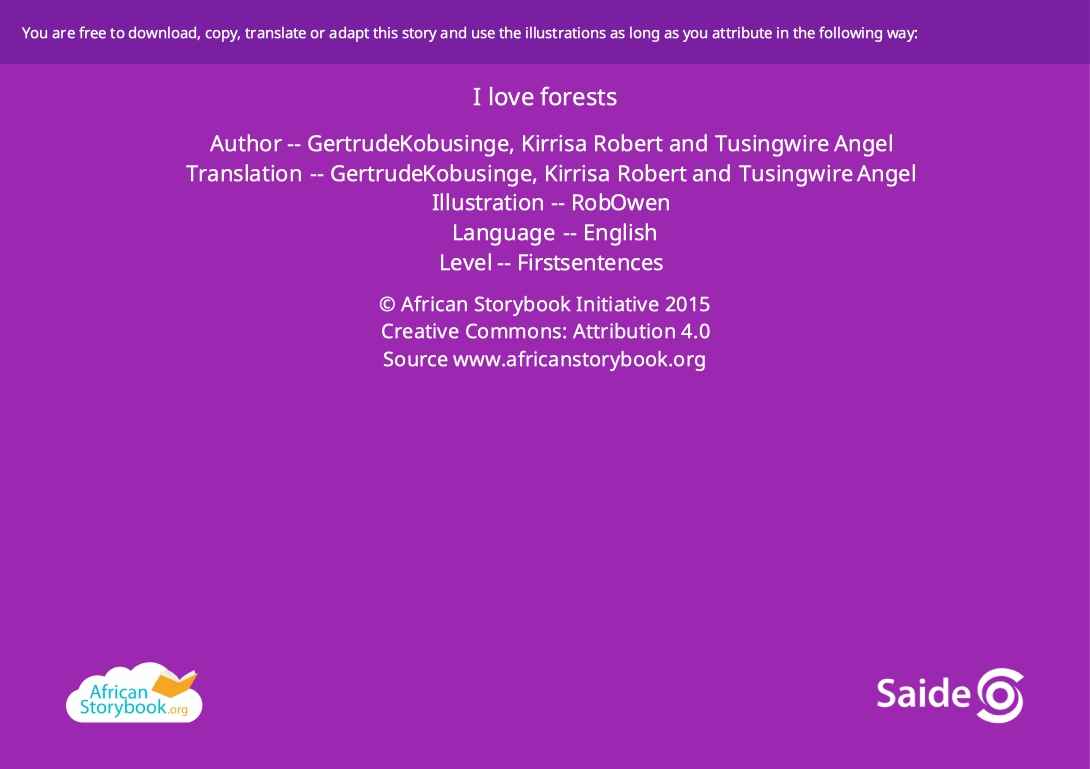 You are free to download, copy, translate or adapt this story and use the illustrations as long as you attribute in the following way:
I love forests
Author -- GertrudeKobusinge, Kirrisa Robert and Tusingwire Angel
Translation -- GertrudeKobusinge, Kirrisa Robert and Tusingwire Angel
Illustration -- RobOwen
Language -- English
Level -- Firstsentences
© African Storybook Initiative 2015
Creative Commons: Attribution 4.0
Source www.africanstorybook.org
African
Storybook.org
Saide